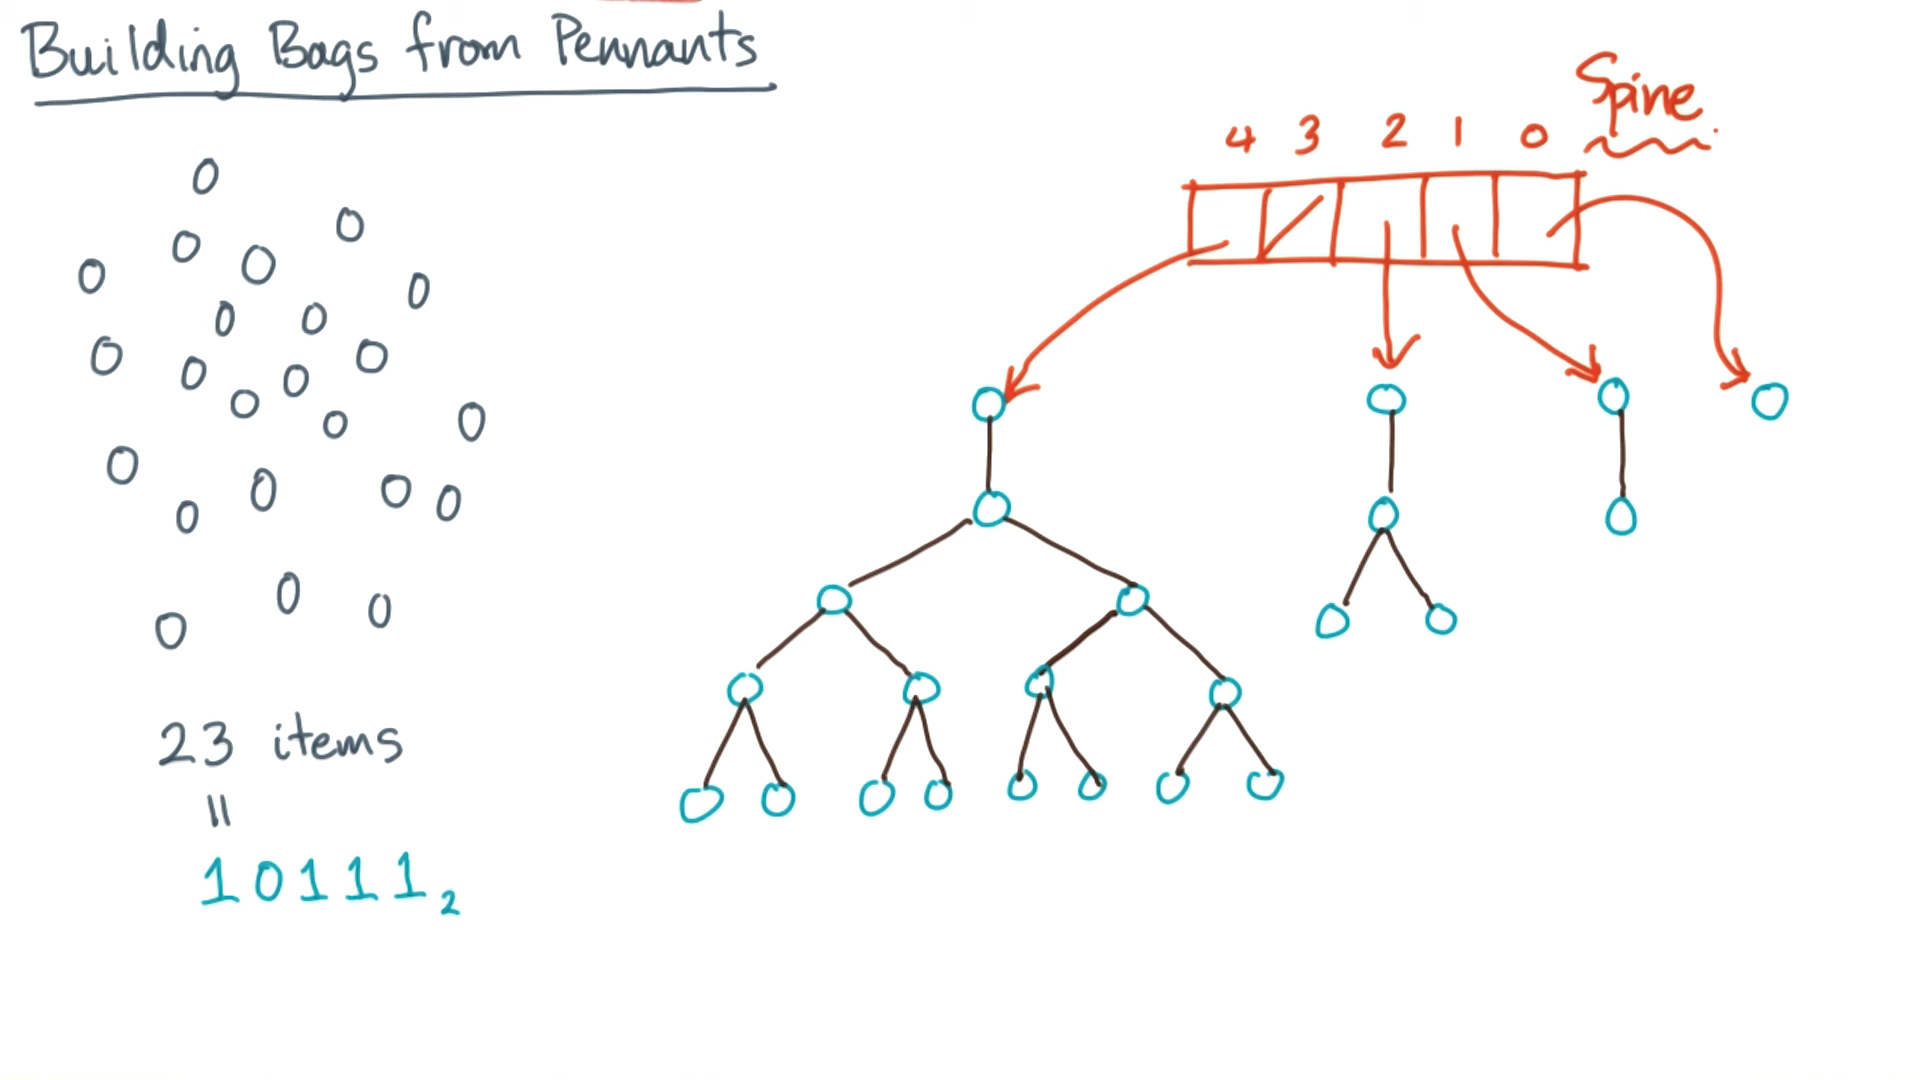 Building Bags from Pennants
Spine
4 3 2 1 0
23 items
=
10111₂